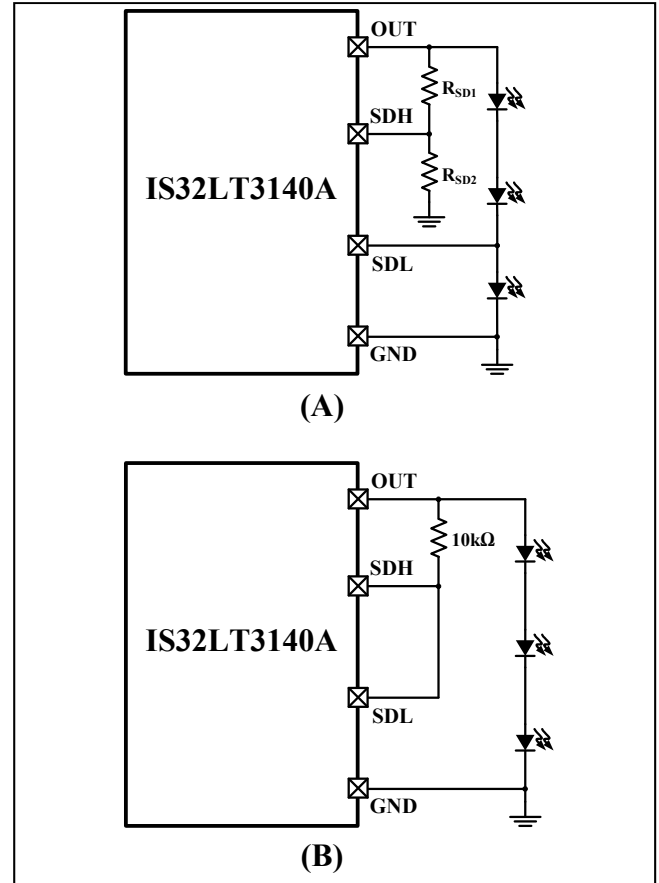 OUT
R_SD1
SDH
IS32LT3140A
R_SD2
SDL
GND
(A)
OUT
10kΩ
SDH
IS32LT3140A
SDL
GND
(B)